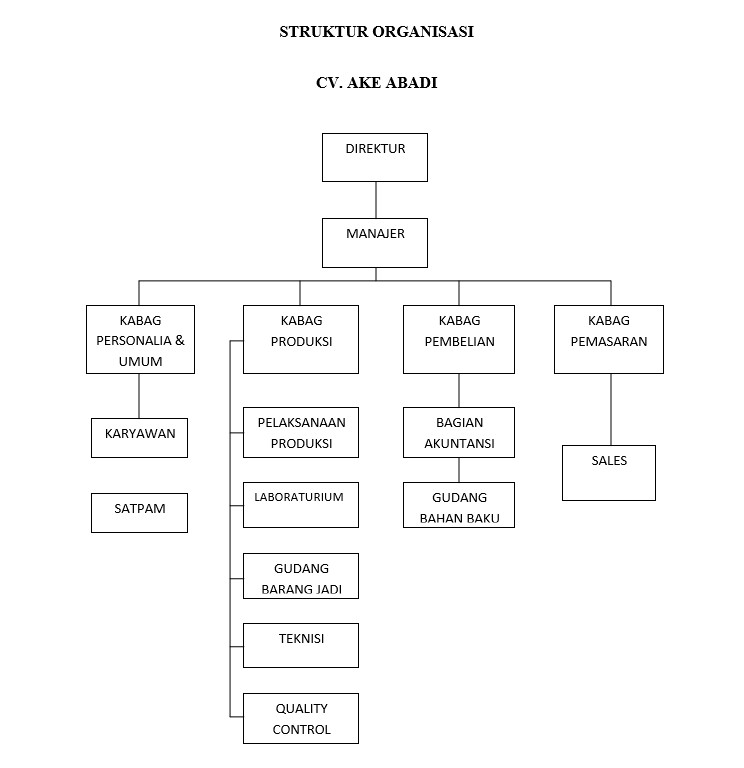 STRUKTUR ORGANISASI
CV. AKE ABADI
DIREKTUR
MANAJER
KABAG
PERSONALIA &
UMUM
KABAG
PRODUKSI
KABAG
PEMBELIAN
KABAG
PEMASARAN
KARYAWAN
PELAKSANAAN
PRODUKSI
BAGIAN
AKUNTANSI
SALES
SATPAM
LABORATURIUM
GUDANG
BAHAN BAKU
GUDANG
BARANG JADI
TEKNISI
QUALITY
CONTROL